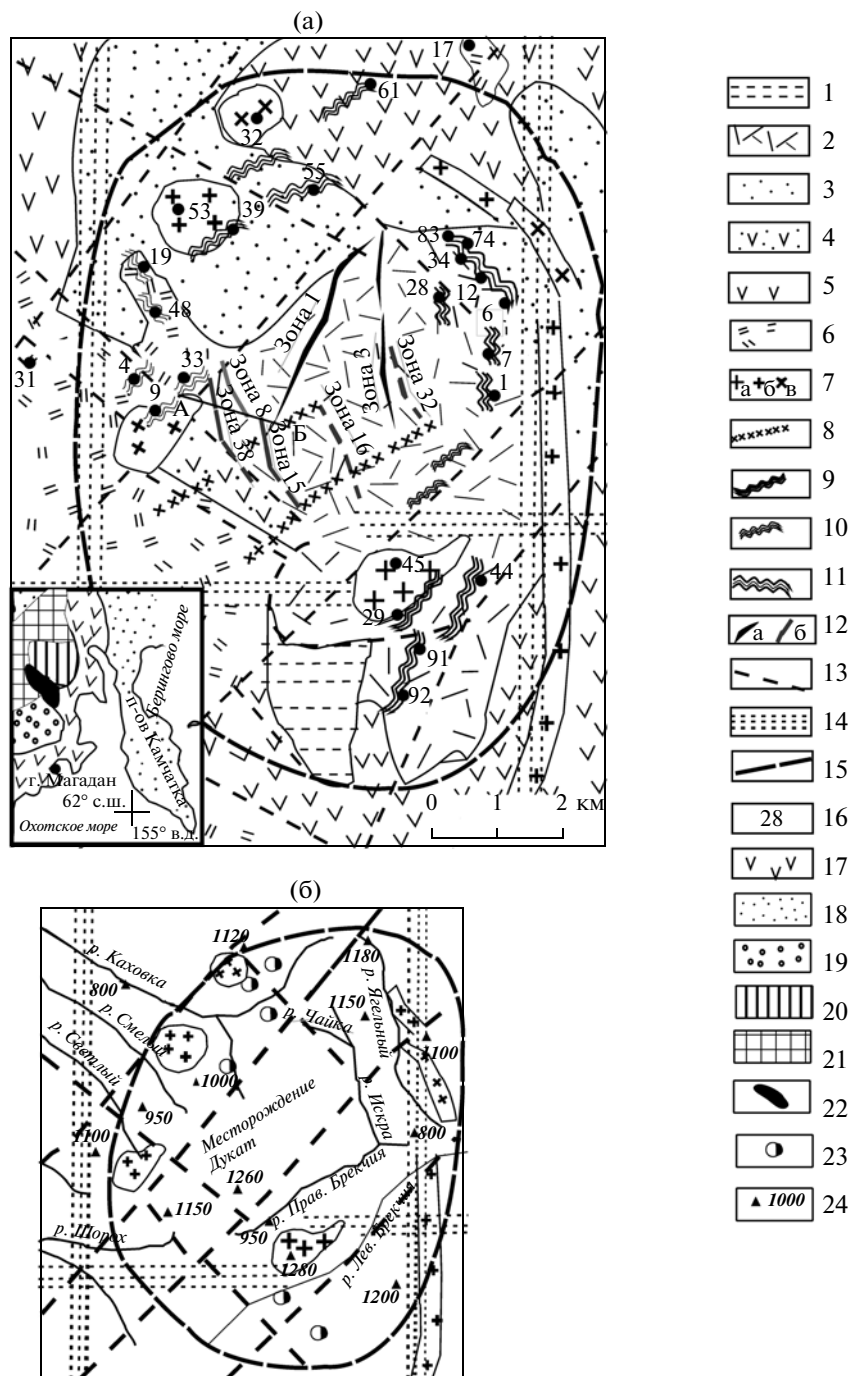 (а)
17
61
32
55
53
39
83
74
34
19
12
28
6
48
31
4
33
7
9
А
1
Зона 1
Зона 3
Зона 8
Зона 32
Зона 38
Зона 15
Зона 16
Б
45
44
29
91
92
Берингово море
п-ов Камчатка
г. Магадан
62° с.ш.
Охотское море
155° в.д.
0 1 2 км
(б)
1120
р. Каховка
1180
800
р. Ягельный
1150
р. Смелый
р. Чайка
р. Светлый
1100
1000
950
р. Искра
Месторождение
Дукат
1100
800
1260
р. Прав. Брекчия
1150
950
р. Лев. Брекчия
р. Шорох
1280
1200
1
2
3
4
5
6
а б в 7
8
9
10
11
а б 12
13
14
15
28 16
17
18
19
20
21
22
23
1000 24